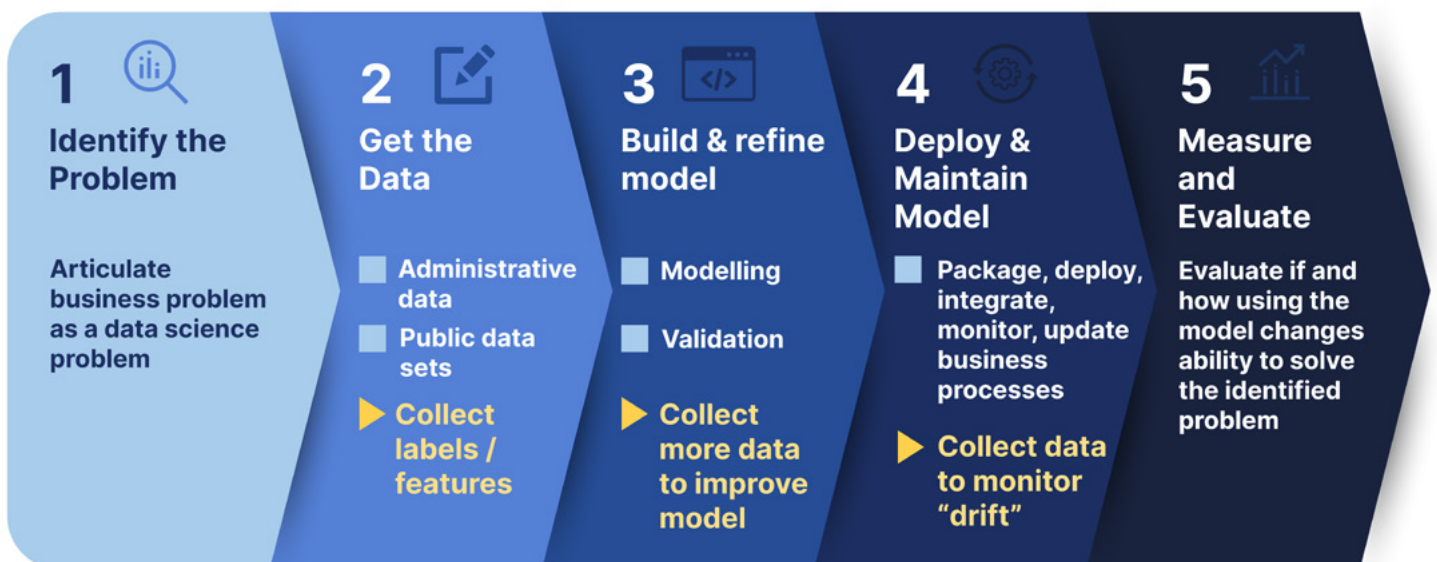 1
Identify the
Problem
Articulate
business problem
as a data science
problem
2
Get the
Data
Administrative
data
Public data
sets
Collect
labels /
features
3
</>
Build & refine
model
Modelling
Validation
Collect
more data
to improve
model
4
Deploy &
Maintain
Model
Package, deploy,
integrate,
monitor, update
business
processes
Collect data
to monitor
“drift”
5
Measure
and
Evaluate
Evaluate if and
how using the
model changes
ability to solve
the identified
problem